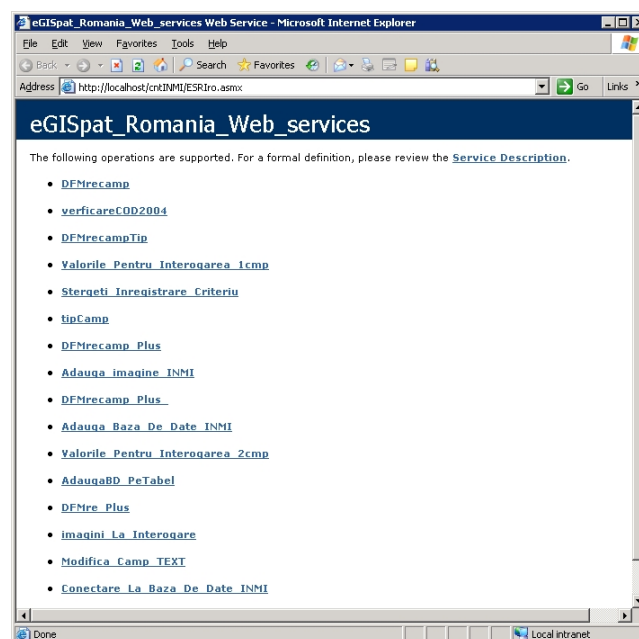 eGISpat_Romania_Web_services Web Service - Microsoft Internet Explorer
File Edit View Favorites Tools Help
Back Search Favorites
Address http://localhost/cntINMI/ESRIro.asmx Go Links »
eGISpat_Romania_Web_services
The following operations are supported. For a formal definition, please review the Service Description.
• DFMrecamp
• verficareCOD2004
• DFMrecampTip
• Valorile_Pentru_Interogarea_1cmp
• Stergeti_Inregistrare_Criteriu
• tipCamp
• DFMrecamp_Plus
• Adauga_imagine_INMI
• DFMrecamp_Plus_
• Adauga_Baza_De_Date_INMI
• Valorile_Pentru_Interogarea_2cmp
• AdaugaBD_PeTabel
• DFMre_Plus
• imagini_La_Interogare
• Modifica_Camp_TEXT
• Conectare_La_Baza_De_Date_INMI
Done Local intranet